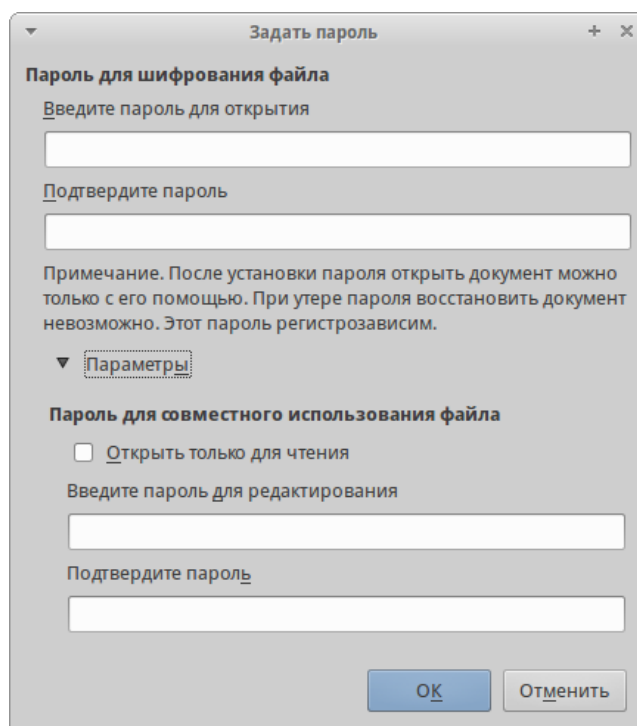 Задать пароль
Пароль для шифрования файла
Введите пароль для открытия
Подтвердите пароль
Примечание. После установки пароля открыть документ можно
только с его помощью. При утере пароля восстановить документ
невозможно. Этот пароль регистрозависим.
Параметры
Пароль для совместного использования файла
Открыть только для чтения
Введите пароль для редактирования
Подтвердите пароль
ОК
Отменить